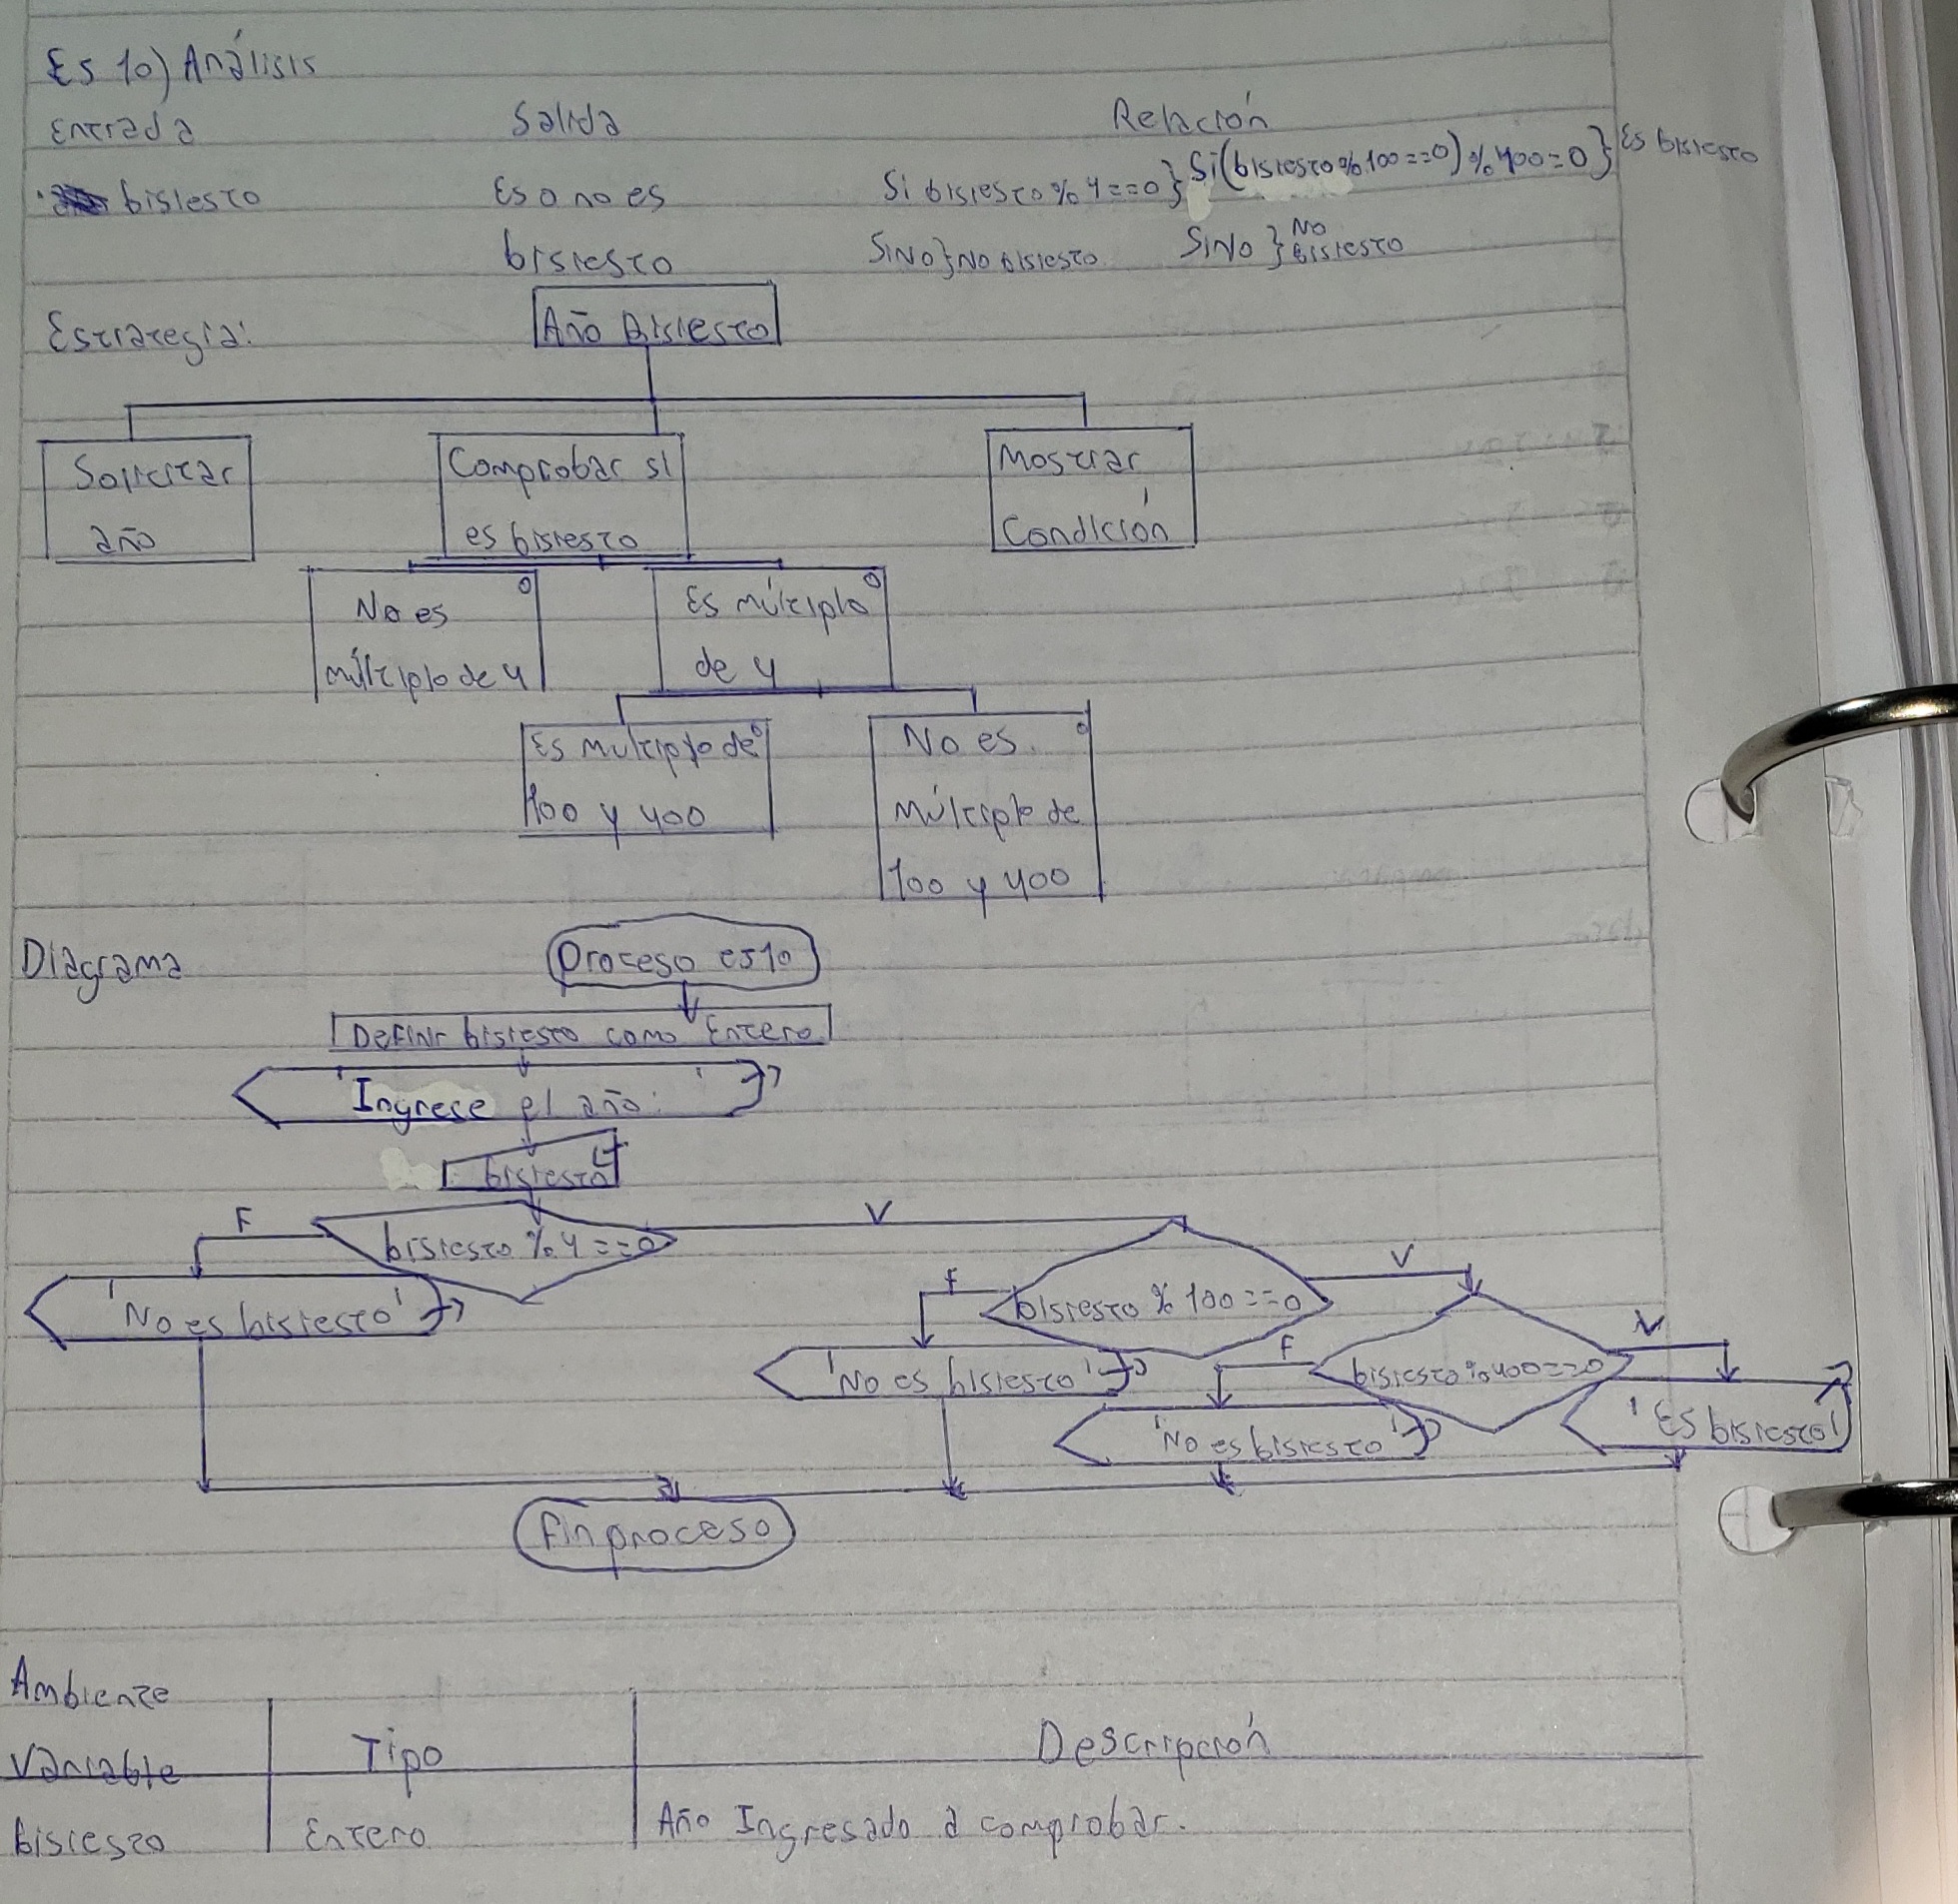 Es 10) Análisis
Entrada Salida Relación
bisiesto Es o no es Si bisiesto % 4 ==0 } Si (bisiesto % 100 ==0) % 400=0 } Es bisiesto
bisiesto SiNo } No bisiesto SiNo } No bisiesto
Estrategia: Año Bisiesto
Solicitar año
Comprobar si es bisiesto
Mostrar Condición
No es múltiplo de 4
Es múltiplo de 4
Es multiplo de 100 y 400
No es múltiplo de 100 y 400
Diagrama
Proceso es10
Definir bisiesto como Entero
'Ingrese el año: '
bisiesto
F bisiesto % 4 ==0 V
'No es bisiesto'
F bisiesto % 100 ==0 V
'No es bisiesto'
F bisiesto % 400 ==0 V
'No es bisiesto'
'Es bisiesto'
Finproceso
Ambiente
Variable Tipo Descripción
Bisiesto Entero Año Ingresado a comprobar.